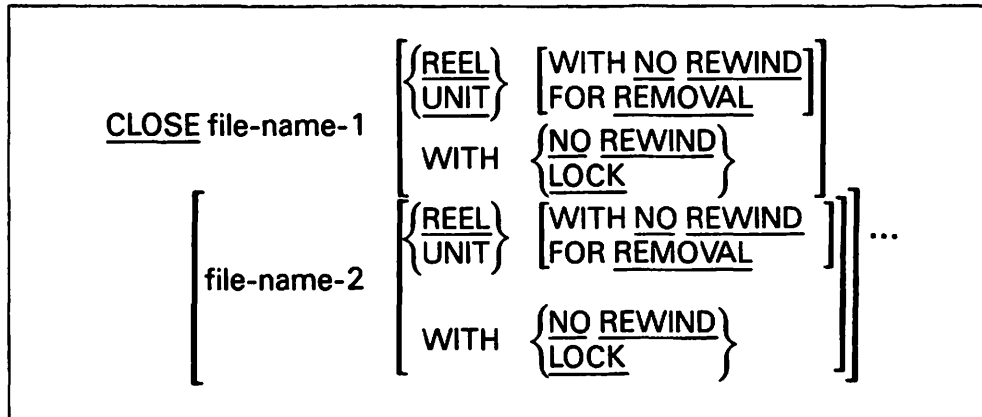 REEL WITH NO REWIND
UNIT FOR REMOVAL
CLOSE file-name-1
WITH NO REWIND
LOCK
REEL WITH NO REWIND
UNIT FOR REMOVAL ...
file-name-2
WITH NO REWIND
LOCK